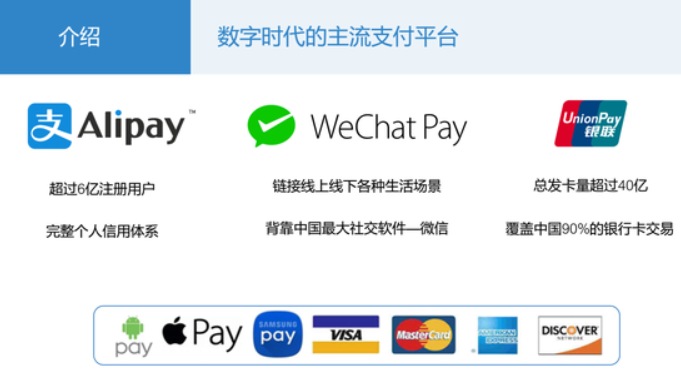 介绍
数字时代的主流支付平台
支 Alipay™
WeChat Pay
UnionPay
银联
超过6亿注册用户
链接线上线下各种生活场景
总发卡量超过40亿
完整个人信用体系
背靠中国最大社交软件—微信
覆盖中国90%的银行卡交易
pay
Pay
SAMSUNG
pay
VISA
MasterCard
AMERICAN
EXPRESS
DISCOVER
NETWORK